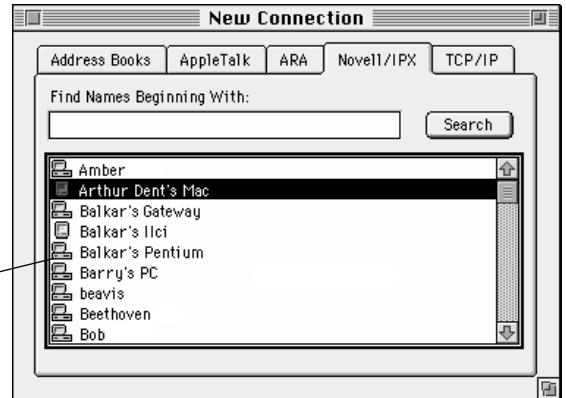 New Connection
Address Books AppleTalk ARA Novell/IPX TCP/IP
Find Names Beginning With:
Search
Amber
Arthur Dent's Mac
Balkar's Gateway
Balkar's IIci
Balkar's Pentium
Barry's PC
beavis
Beethoven
Bob